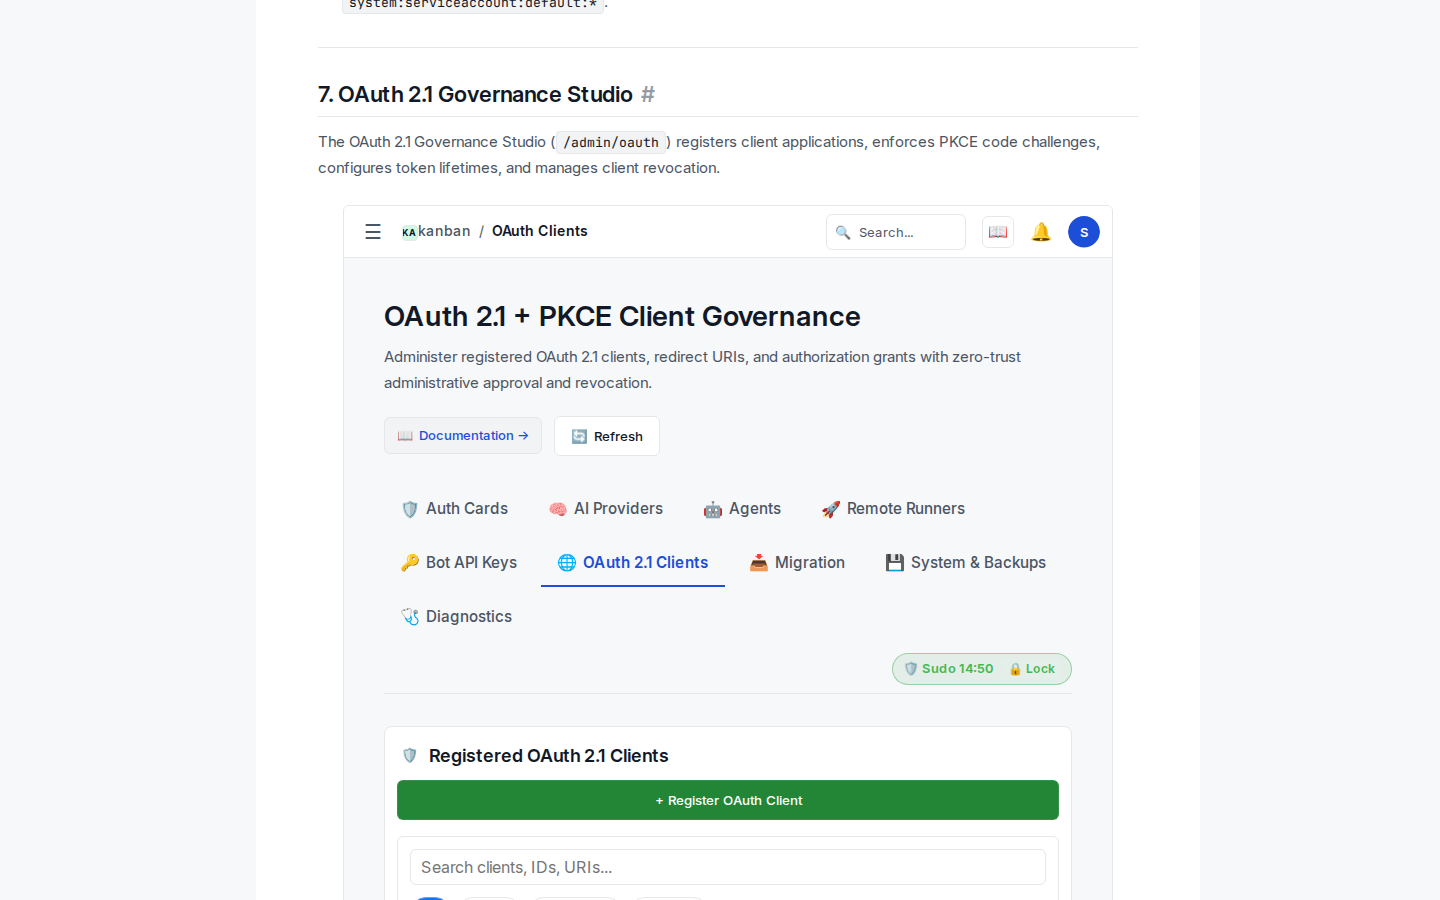 system:serviceaccount:default:*.
7. OAuth 2.1 Governance Studio #
The OAuth 2.1 Governance Studio ( /admin/oauth ) registers client applications, enforces PKCE code challenges,
configures token lifetimes, and manages client revocation.
☰ KA kanban / OAuth Clients Search... S
OAuth 2.1 + PKCE Client Governance
Administer registered OAuth 2.1 clients, redirect URIs, and authorization grants with zero-trust
administrative approval and revocation.
Documentation → Refresh
Auth Cards AI Providers Agents Remote Runners
Bot API Keys OAuth 2.1 Clients Migration System & Backups
Diagnostics
Sudo 14:50 Lock
Registered OAuth 2.1 Clients
+ Register OAuth Client
Search clients, IDs, URIs...